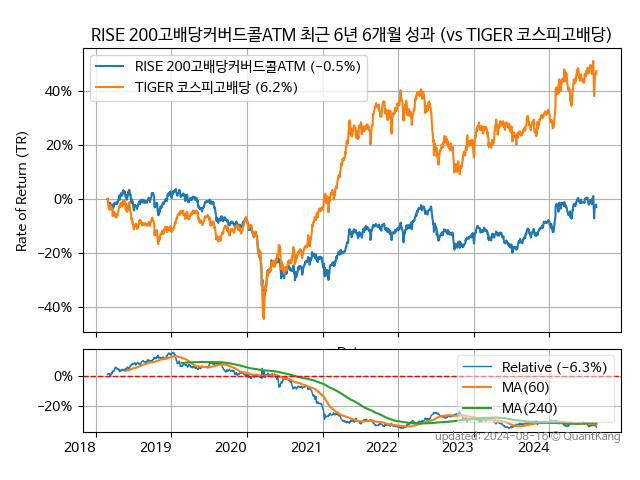 RISE 200고배당커버드콜ATM 최근 6년 6개월 성과 (vs TIGER 코스피고배당)
RISE 200고배당커버드콜ATM (−0.5%)
TIGER 코스피고배당 (6.2%)
Rate of Return (TR)
40%
20%
0%
−20%
−40%
Relative (−6.3%)
MA(60)
MA(240)
0%
−20%
2018
2019
2020
2021
2022
2023
2024
updated: 2024-08-16 © QuantKang